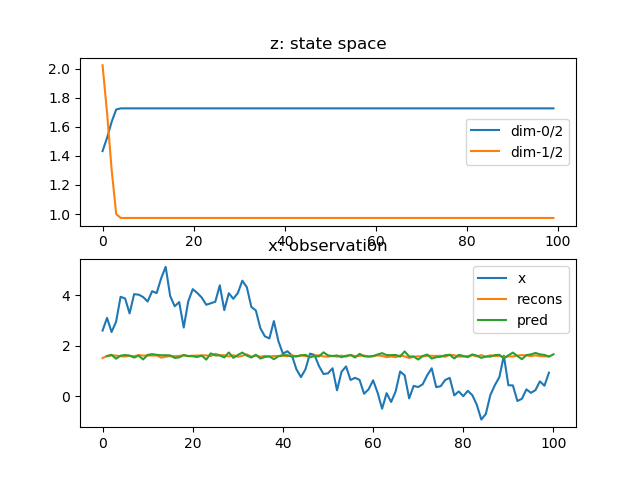 z: state space
2.0
1.8
1.6
1.4
1.2
1.0
dim-0/2
dim-1/2
0 20 40 60 80 100
x: observation
4
2
0
x
recons
pred
0 20 40 60 80 100